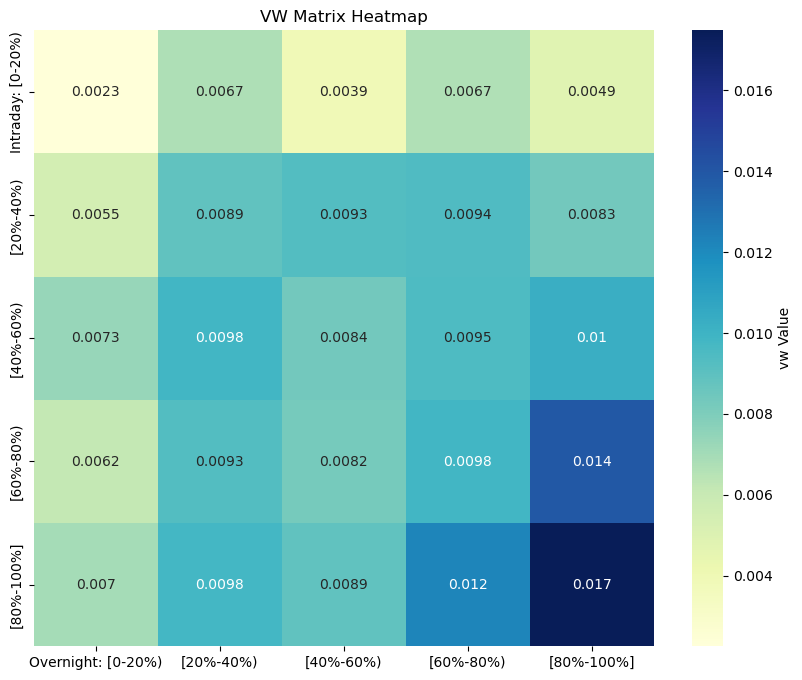 VW Matrix Heatmap
Intraday: [0-20%)
0.0023 0.0067 0.0039 0.0067 0.0049
[20%-40%)
0.0055 0.0089 0.0093 0.0094 0.0083
[40%-60%)
0.0073 0.0098 0.0084 0.0095 0.01
[60%-80%)
0.0062 0.0093 0.0082 0.0098 0.014
[80%-100%]
0.007 0.0098 0.0089 0.012 0.017
Overnight: [0-20%) [20%-40%) [40%-60%) [60%-80%) [80%-100%]
0.016
0.014
0.012
0.010
0.008
0.006
0.004
vw Value